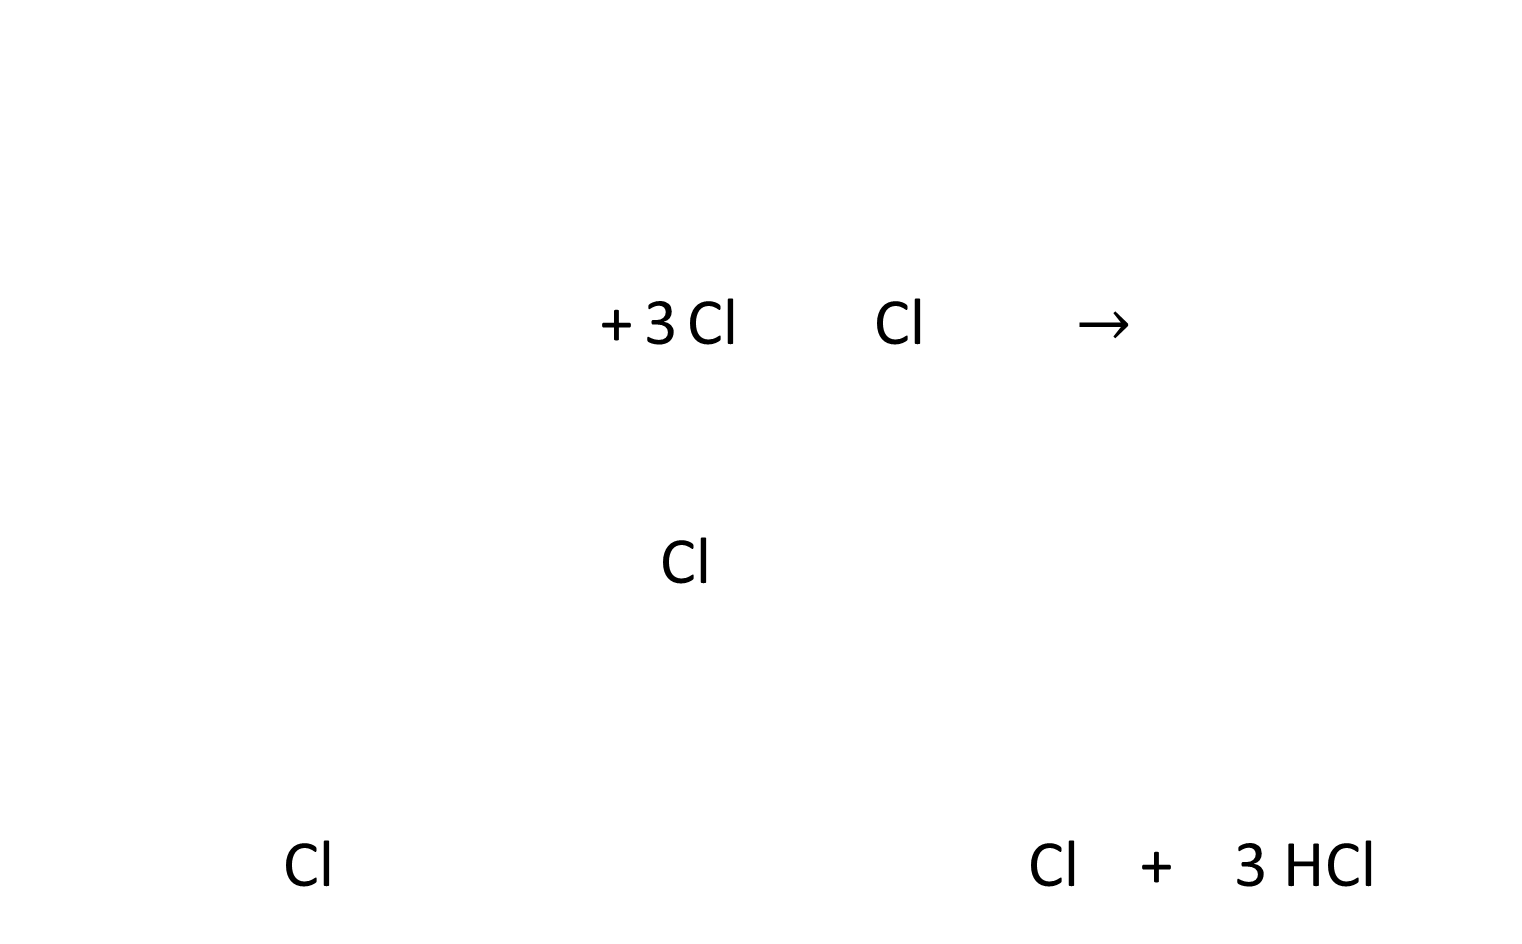 + 3 Cl Cl →
Cl
Cl Cl + 3 HCl